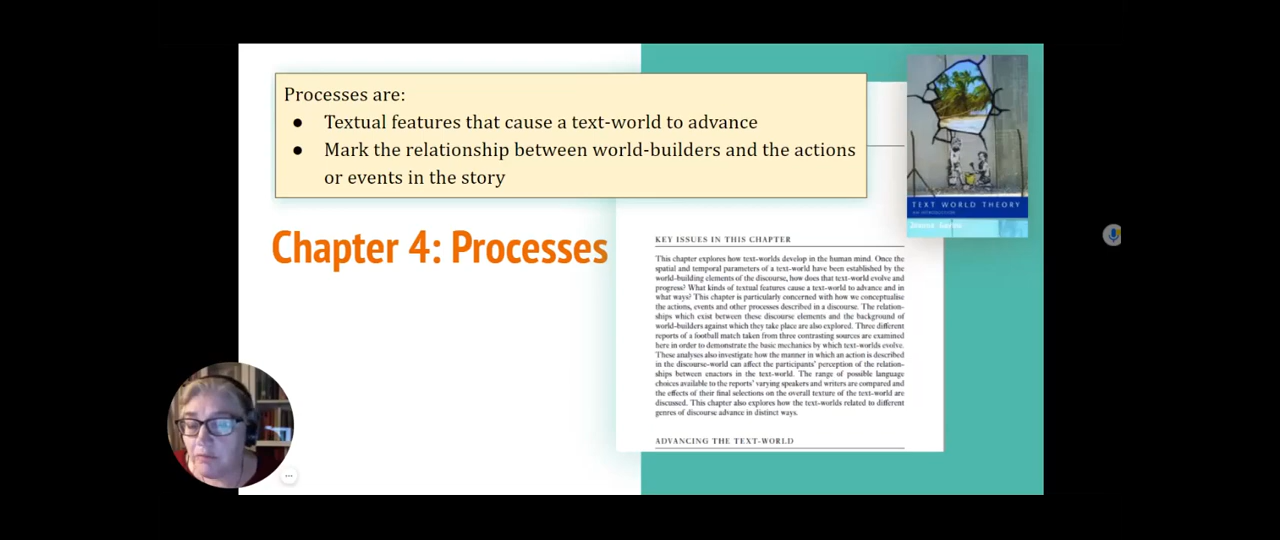 Processes are:
● Textual features that cause a text-world to advance
● Mark the relationship between world-builders and the actions
or events in the story
TEXT WORLD THEORY
Chapter 4: Processes
KEY ISSUES IN THIS CHAPTER
This chapter explores how text-worlds develop in the human mind. Once the
spatial and temporal parameters of a text-world have been established by the
world-building elements of the discourse, how does that text-world evolve and
progress? What kinds of textual features cause a text-world to advance and in
what ways? This chapter is particularly concerned with how we conceptualise
the actions, events and other processes described in a discourse. The relation-
ships which exist between these discourse elements and the background of
world-builders against which they take place are also explored. Three different
reports of a football match taken from three contrasting sources are examined
here in order to demonstrate the basic mechanics by which text-worlds evolve.
These analyses also investigate how the manner in which an action is described
in the discourse-world can affect the participants' perception of the relation-
ships between enactors in the text-world. The range of possible language
choices available to the reports' varying speakers and writers are compared and
the effects of their final selections on the overall texture of the text-world are
discussed. This chapter also explores how the text-worlds related to different
genres of discourse advance in distinct ways.
ADVANCING THE TEXT-WORLD